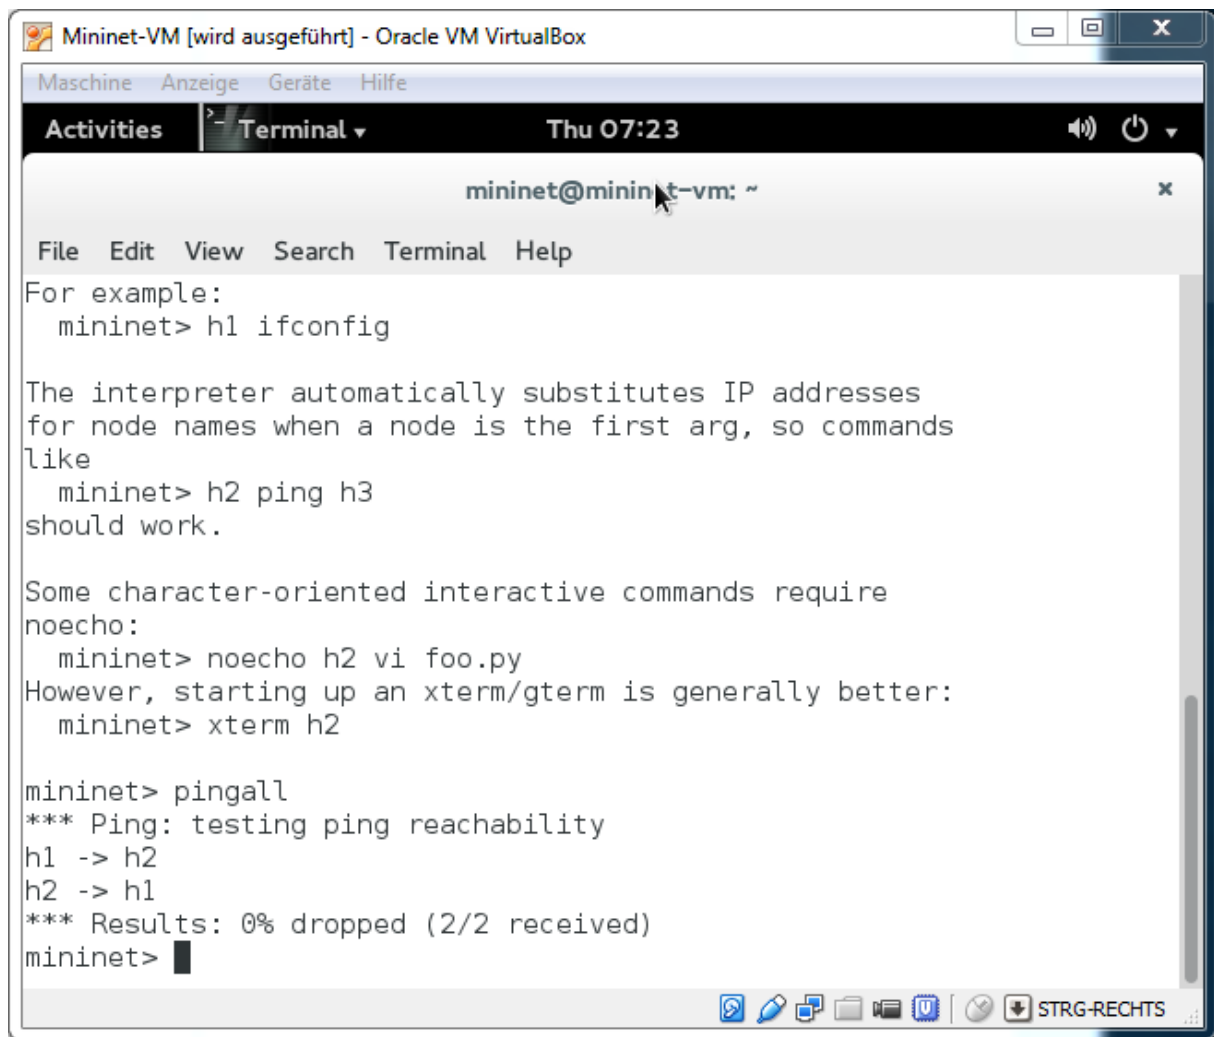 Mininet-VM [wird ausgeführt] - Oracle VM VirtualBox
Maschine Anzeige Geräte Hilfe
Activities Terminal Thu 07:23
mininet@mininet-vm: ~
File Edit View Search Terminal Help
For example:
mininet> h1 ifconfig
The interpreter automatically substitutes IP addresses
for node names when a node is the first arg, so commands
like
mininet> h2 ping h3
should work.
Some character-oriented interactive commands require
noecho:
mininet> noecho h2 vi foo.py
However, starting up an xterm/gterm is generally better:
mininet> xterm h2
mininet> pingall
*** Ping: testing ping reachability
h1 -> h2
h2 -> h1
*** Results: 0% dropped (2/2 received)
mininet>
STRG-RECHTS